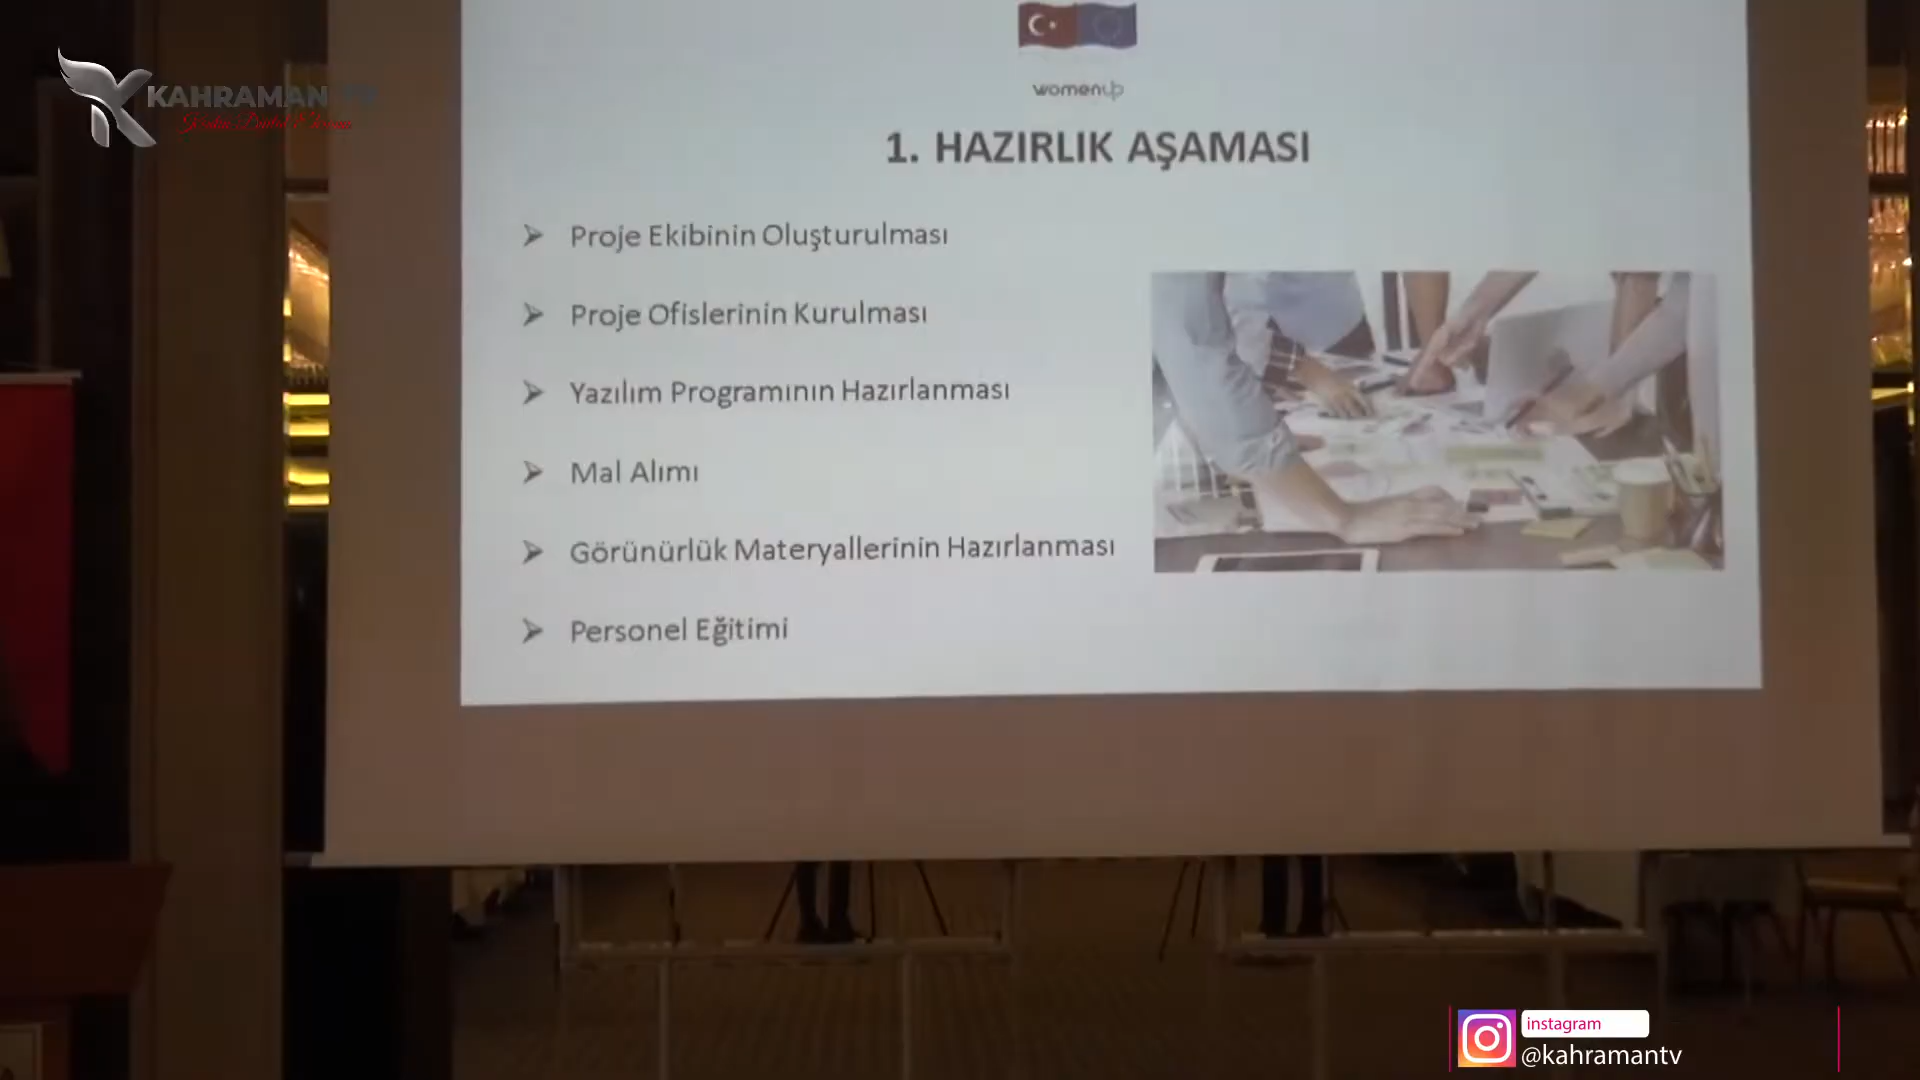 KAHRAMAN TV
womenup
1. HAZIRLIK AŞAMASI
Proje Ekibinin Oluşturulması
Proje Ofislerinin Kurulması
Yazılım Programının Hazırlanması
Mal Alımı
Görünürlük Materyallerinin Hazırlanması
Personel Eğitimi
instagram
@kahramantv